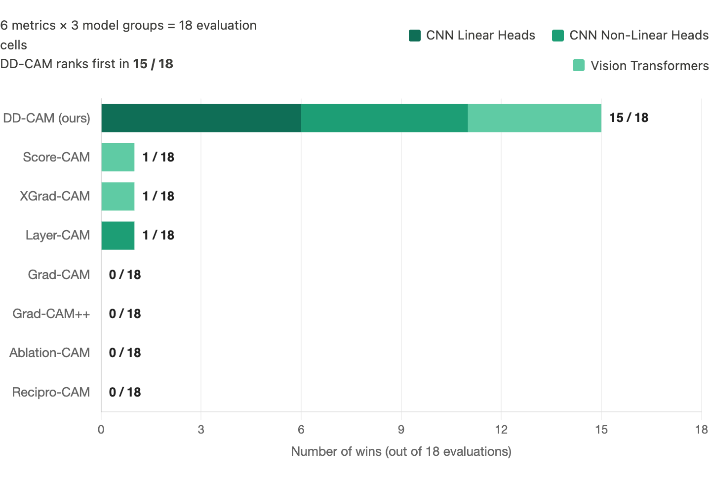 6 metrics × 3 model groups = 18 evaluation
cells
DD-CAM ranks first in 15 / 18
CNN Linear Heads
CNN Non-Linear Heads
Vision Transformers
DD-CAM (ours)
15 / 18
Score-CAM
1 / 18
XGrad-CAM
1 / 18
Layer-CAM
1 / 18
Grad-CAM
0 / 18
Grad-CAM++
0 / 18
Ablation-CAM
0 / 18
Recipro-CAM
0 / 18
0 3 6 9 12 15 18
Number of wins (out of 18 evaluations)